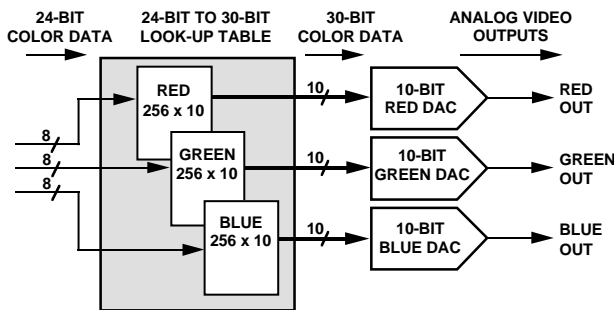 24-BIT
COLOR DATA
24-BIT TO 30-BIT
LOOK-UP TABLE
30-BIT
COLOR DATA
ANALOG VIDEO
OUTPUTS
RED
256 x 10
10
10-BIT
RED DAC
RED
OUT
8
8
8
GREEN
256 x 10
10
10-BIT
GREEN DAC
GREEN
OUT
BLUE
256 x 10
10
10-BIT
BLUE DAC
BLUE
OUT